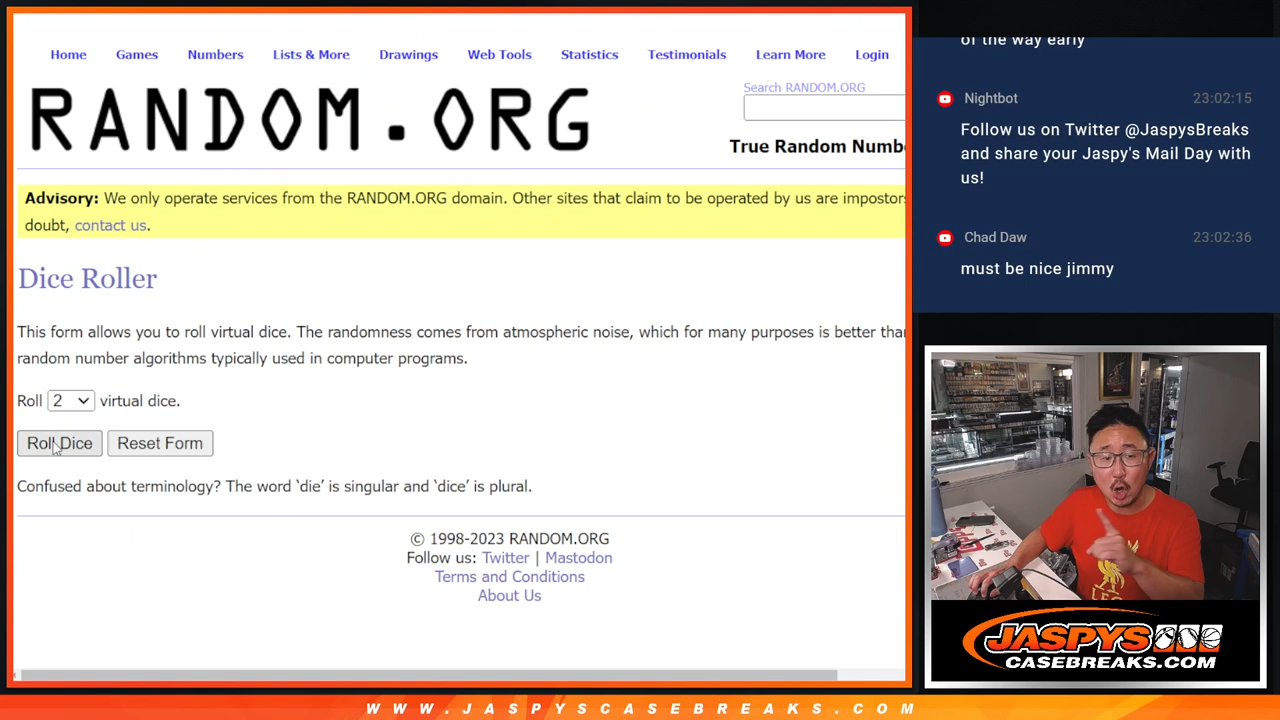 Home Games Numbers Lists & More Drawings Web Tools Statistics Testimonials Learn More Login
RANDOM.ORG
Search RANDOM.ORG
True Random Numb
Advisory: We only operate services from the RANDOM.ORG domain. Other sites that claim to be operated by us are impostors
doubt, contact us.
Dice Roller
This form allows you to roll virtual dice. The randomness comes from atmospheric noise, which for many purposes is better than
random number algorithms typically used in computer programs.
Roll 2 virtual dice.
Roll Dice Reset Form
Confused about terminology? The word ‘die’ is singular and ‘dice’ is plural.
© 1998-2023 RANDOM.ORG
Follow us: Twitter | Mastodon
Terms and Conditions
About Us
of the way early
Nightbot 23:02:15
Follow us on Twitter @JaspysBreaks
and share your Jaspy's Mail Day with
us!
Chad Daw 23:02:36
must be nice jimmy
JASPYS
CASEBREAKS.COM
WWW.JASPYSCASEBREAKS.COM